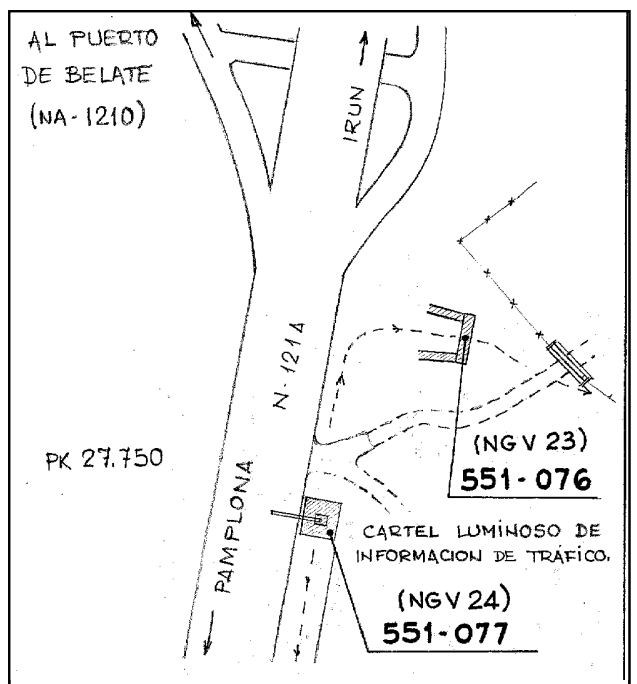 AL PUERTO
DE BELATE
(NA-1210)
IRUN
N-121A
PK 27.750
PAMPLONA
(NGV 23)
551-076
CARTEL LUMINOSO DE
INFORMACION DE TRÁFICO.
(NGV 24)
551-077